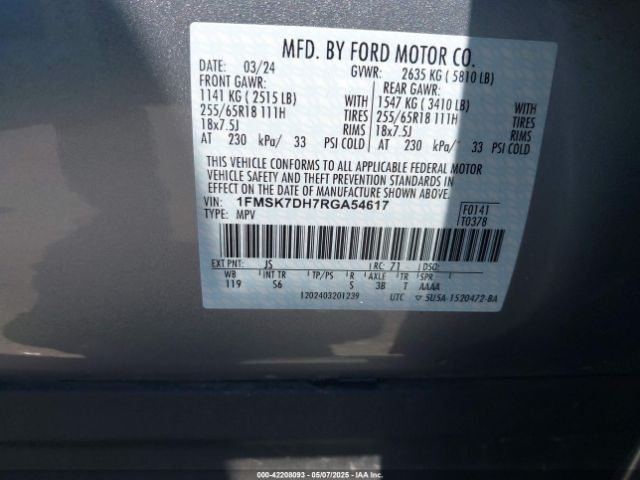 MFD. BY FORD MOTOR CO.
DATE: 03/24 GVWR: 2635 KG ( 5810 LB)
FRONT GAWR: REAR GAWR:
1141 KG ( 2515 LB) WITH 1547 KG ( 3410 LB) WITH
255/65R18 111H TIRES 255/65R18 111H TIRES
18x7.5J RIMS 18x7.5J RIMS
AT 230 kPa/ 33 PSI COLD AT 230 kPa/ 33 PSI COLD
THIS VEHICLE CONFORMS TO ALL APPLICABLE FEDERAL MOTOR
VEHICLE SAFETY AND THEFT PREVENTION STANDARDS IN
EFFECT ON THE DATE OF MANUFACTURE SHOWN ABOVE.
VIN: 1FMSK7DH7RGA54617
TYPE: MPV
F0141
T0378
EXT PNT: JS RC: 71 DSO:
WB INT TR TP/PS R AXLE TR SPR
119 S6 S 3B T AAAA
1202403201239 UTC 5U5A-1520472-BA
000-42208093 05/07/2025 IAA Inc.